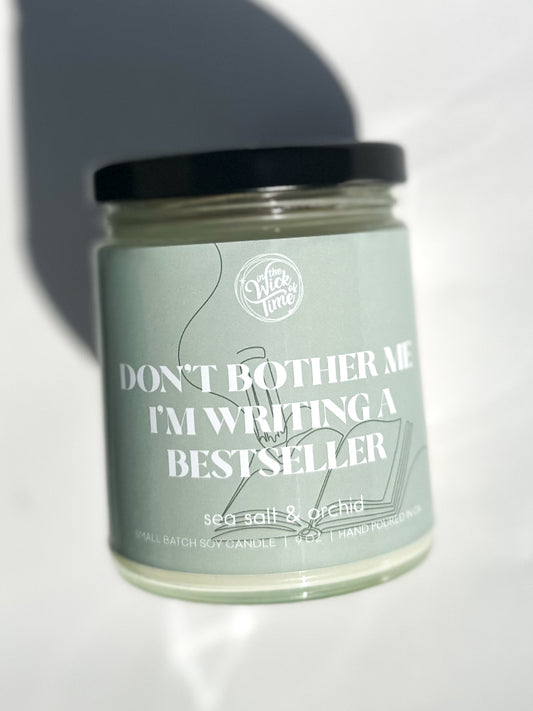 in the
Wick of
Time
DON'T BOTHER ME
I'M WRITING A
BESTSELLER
sea salt & orchid
SMALL BATCH SOY CANDLE | 9 OZ | HAND POURED IN CA